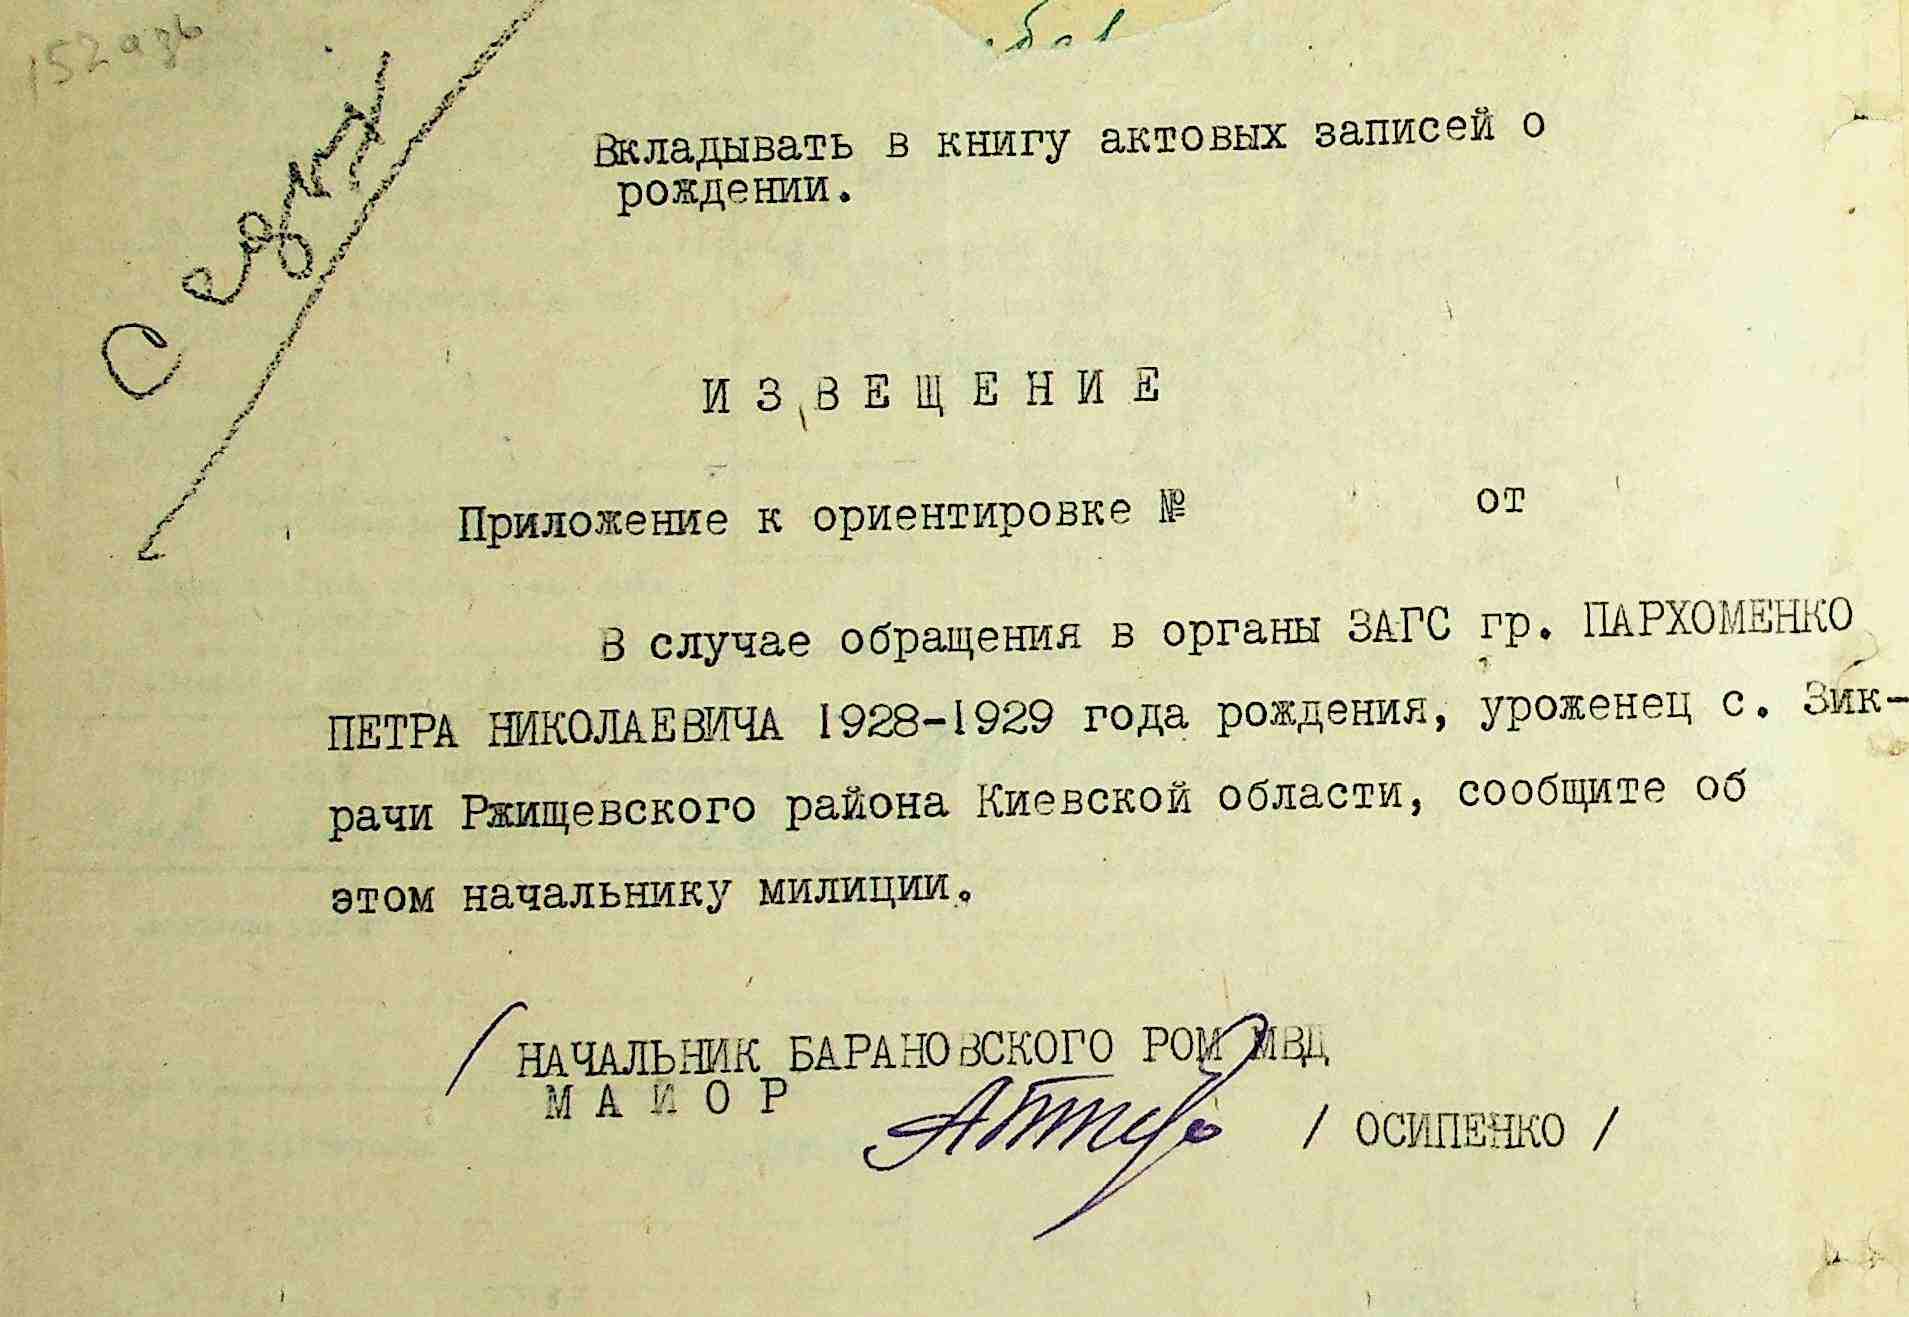 Вкладывать в книгу актовых записей о
рождении.
ИЗВЕЩЕНИЕ
Приложение к ориентировке № от
В случае обращения в органы ЗАГС гр. ПАРХОМЕНКО
ПЕТРА НИКОЛАЕВИЧА 1928-1929 года рождения, уроженец с. Зик-
рачи Ржищевского района Киевской области, сообщите об
этом начальнику милиции.
/ НАЧАЛЬНИК БАРАНОВСКОГО РОМ МВД
МАИОР
/ ОСИПЕНКО /